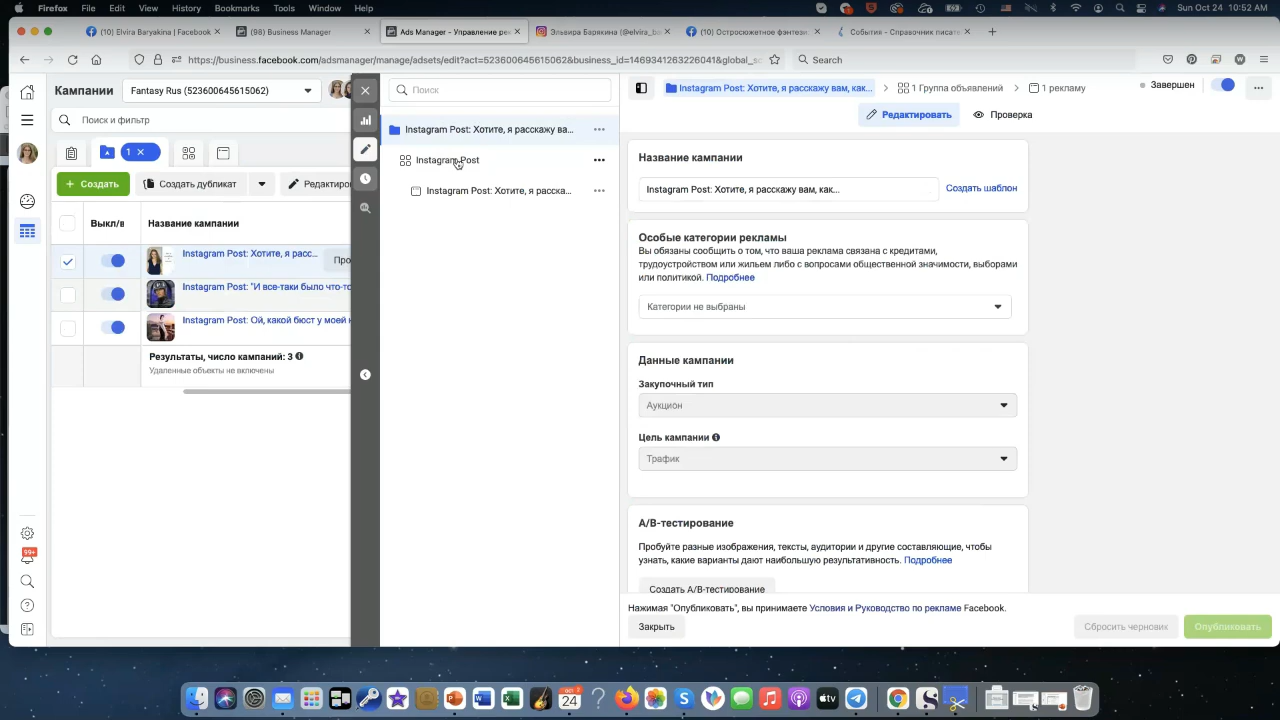 Firefox File Edit View History Bookmarks Tools Window Help
Sun Oct 24 10:52 AM
(10) Elvira Baryakina | Facebook
(98) Business Manager
Ads Manager - Управление рек
Эльвира Барякина (@elvira_ba
(10) Остросюжетное фэнтези:
События - Справочник писате
https://business.facebook.com/adsmanager/manage/adsets/edit?act=523600645615062&business_id=1469341263226041&global_sc
Search
Кампании
Fantasy Rus (523600645615062)
Поиск и фильтр
1
Создать
Создать дубликат
Редактиро
Выкл/в
Название кампании
Instagram Post: Хотите, я расс...
Про
Instagram Post: "И все-таки было что-то
Instagram Post: Ой, какой бюст у моей н
Результаты, число кампаний: 3
Удаленные объекты не включены
99+
Поиск
Instagram Post: Хотите, я расскажу ва...
Instagram Post
Instagram Post: Хотите, я расска...
Instagram Post: Хотите, я расскажу вам, как...
1 Группа объявлений
1 рекламу
Завершен
Редактировать
Проверка
Название кампании
Instagram Post: Хотите, я расскажу вам, как...
Создать шаблон
Особые категории рекламы
Вы обязаны сообщить о том, что ваша реклама связана с кредитами,
трудоустройством или жильем либо с вопросами общественной значимости, выборами
или политикой. Подробнее
Категории не выбраны
Данные кампании
Закупочный тип
Аукцион
Цель кампании
Трафик
A/B-тестирование
Пробуйте разные изображения, тексты, аудитории и другие составляющие, чтобы
узнать, какие варианты дают наибольшую результативность. Подробнее
Создать A/B-тестирование
Нажимая "Опубликовать", вы принимаете Условия и Руководство по рекламе Facebook.
Закрыть
Сбросить черновик
Опубликовать
24